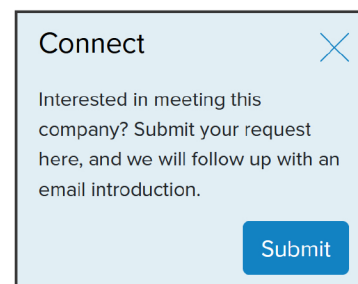 Connect
Interested in meeting this
company? Submit your request
here, and we will follow up with an
email introduction.
Submit